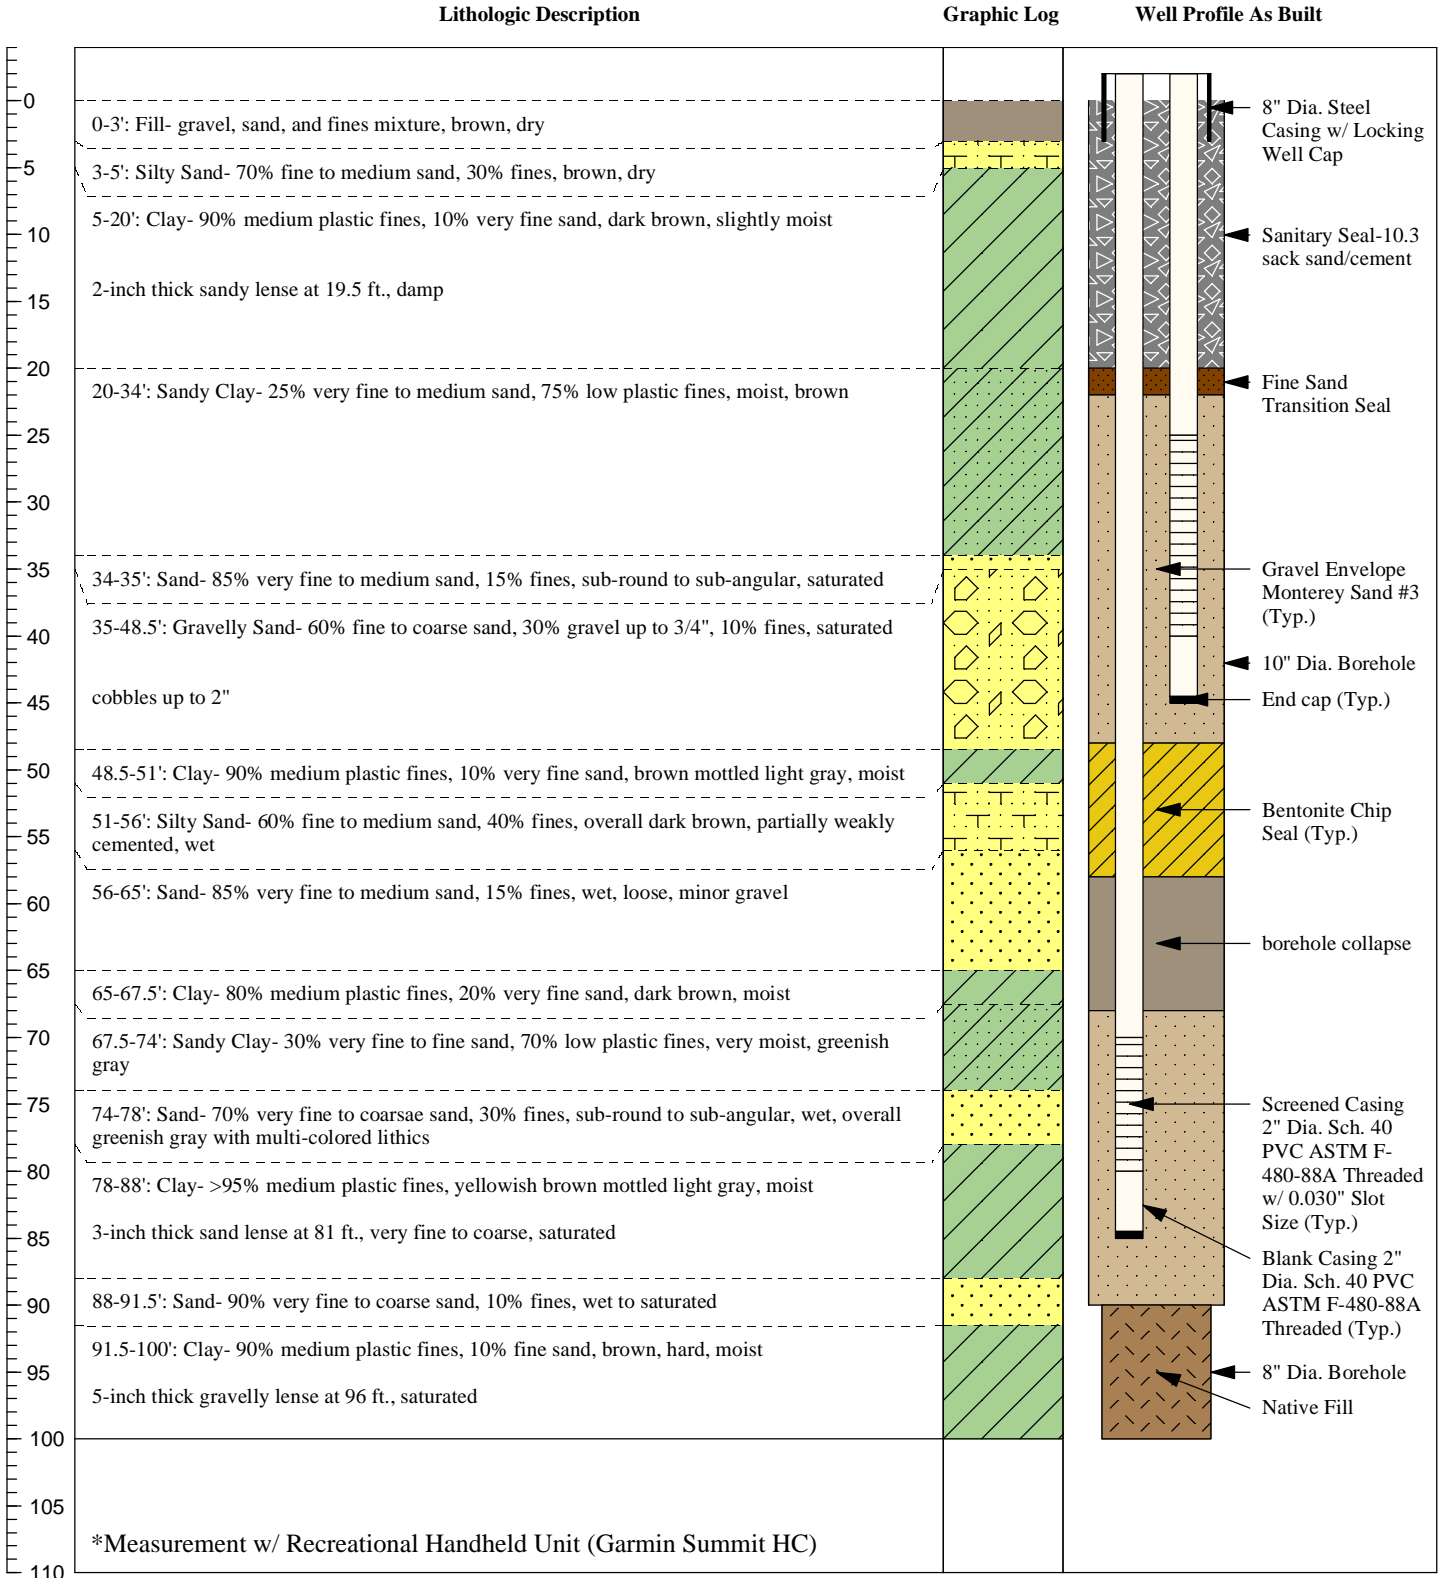 Lithologic Description
Graphic Log
Well Profile As Built
0
5
10
15
20
25
30
35
40
45
50
55
60
65
70
75
80
85
90
95
100
105
110
0-3': Fill- gravel, sand, and fines mixture, brown, dry
3-5': Silty Sand- 70% fine to medium sand, 30% fines, brown, dry
5-20': Clay- 90% medium plastic fines, 10% very fine sand, dark brown, slightly moist
2-inch thick sandy lense at 19.5 ft., damp
20-34': Sandy Clay- 25% very fine to medium sand, 75% low plastic fines, moist, brown
34-35': Sand- 85% very fine to medium sand, 15% fines, sub-round to sub-angular, saturated
35-48.5': Gravelly Sand- 60% fine to coarse sand, 30% gravel up to 3/4", 10% fines, saturated
cobbles up to 2"
48.5-51': Clay- 90% medium plastic fines, 10% very fine sand, brown mottled light gray, moist
51-56': Silty Sand- 60% fine to medium sand, 40% fines, overall dark brown, partially weakly
cemented, wet
56-65': Sand- 85% very fine to medium sand, 15% fines, wet, loose, minor gravel
65-67.5': Clay- 80% medium plastic fines, 20% very fine sand, dark brown, moist
67.5-74': Sandy Clay- 30% very fine to fine sand, 70% low plastic fines, very moist, greenish
gray
74-78': Sand- 70% very fine to coarsae sand, 30% fines, sub-round to sub-angular, wet, overall
greenish gray with multi-colored lithics
78-88': Clay- >95% medium plastic fines, yellowish brown mottled light gray, moist
3-inch thick sand lense at 81 ft., very fine to coarse, saturated
88-91.5': Sand- 90% very fine to coarse sand, 10% fines, wet to saturated
91.5-100': Clay- 90% medium plastic fines, 10% fine sand, brown, hard, moist
5-inch thick gravelly lense at 96 ft., saturated
*Measurement w/ Recreational Handheld Unit (Garmin Summit HC)
8" Dia. Steel
Casing w/ Locking
Well Cap
Sanitary Seal-10.3
sack sand/cement
Fine Sand
Transition Seal
Gravel Envelope
Monterey Sand #3
(Typ.)
10" Dia. Borehole
End cap (Typ.)
Bentonite Chip
Seal (Typ.)
borehole collapse
Screened Casing
2" Dia. Sch. 40
PVC ASTM F-
480-88A Threaded
w/ 0.030" Slot
Size (Typ.)
Blank Casing 2"
Dia. Sch. 40 PVC
ASTM F-480-88A
Threaded (Typ.)
8" Dia. Borehole
Native Fill